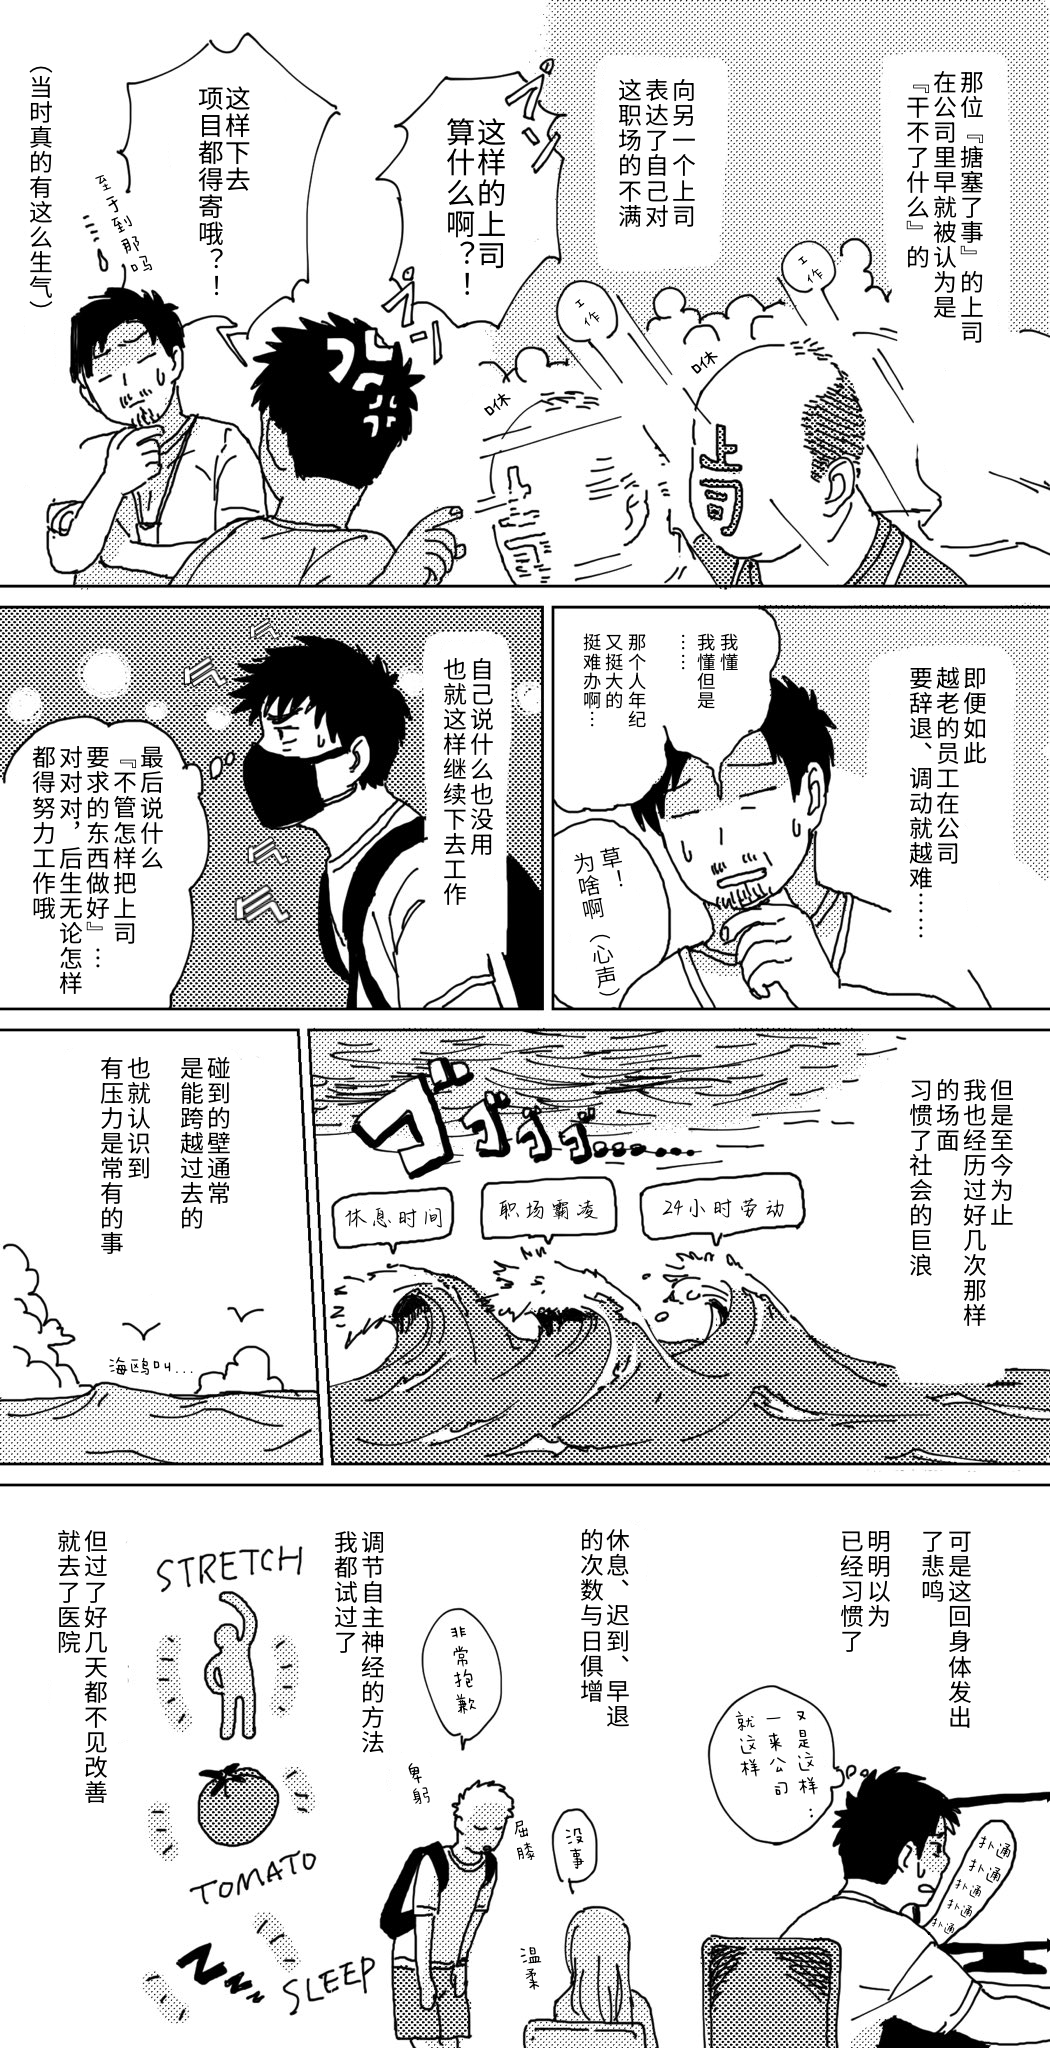 那位『搪塞了事』的上司
在公司里早就被认为是
『干不了什么』的
向另一个上司
表达了自己对
这职场的不满
工作
工作
咻
咻
上司
上司
プンプン
プンプン
这样的上司
算什么啊？！
这样下去
项目都得寄哦？！
至于到那吗
（当时真的有这么生气）
即便如此
越老的员工在公司
要辞退、调动就越难……
我懂
我懂但是
……
那个人年纪
又挺大的
挺难办啊…
草！
为啥啊（心声）
自己说什么也没用
也就这样继续下去工作
最后说什么
『不管怎样把上司
要求的东西做好』…
对对对，后生无论怎样
都得努力工作哦
但是至今为止
我也经历过好几次那样
的场面
习惯了社会的巨浪
ゴゴゴゴ……
24小时劳动
职场霸凌
休息时间
碰到的壁通常
是能跨越过去的
也就认识到
有压力是常有的事
海鸥叫…
可是这回身体发出
了悲鸣
明明以为
已经习惯了
又是这样…
一来公司
就这样
扑通
扑通
扑通
扑通
扑通
休息、迟到、早退
的次数与日俱增
非常抱歉
卑躬
屈膝
没事
温柔
调节自主神经的方法
我都试过了
STRETCH
TOMATO
SLEEP
但过了好几天都不见改善
就去了医院